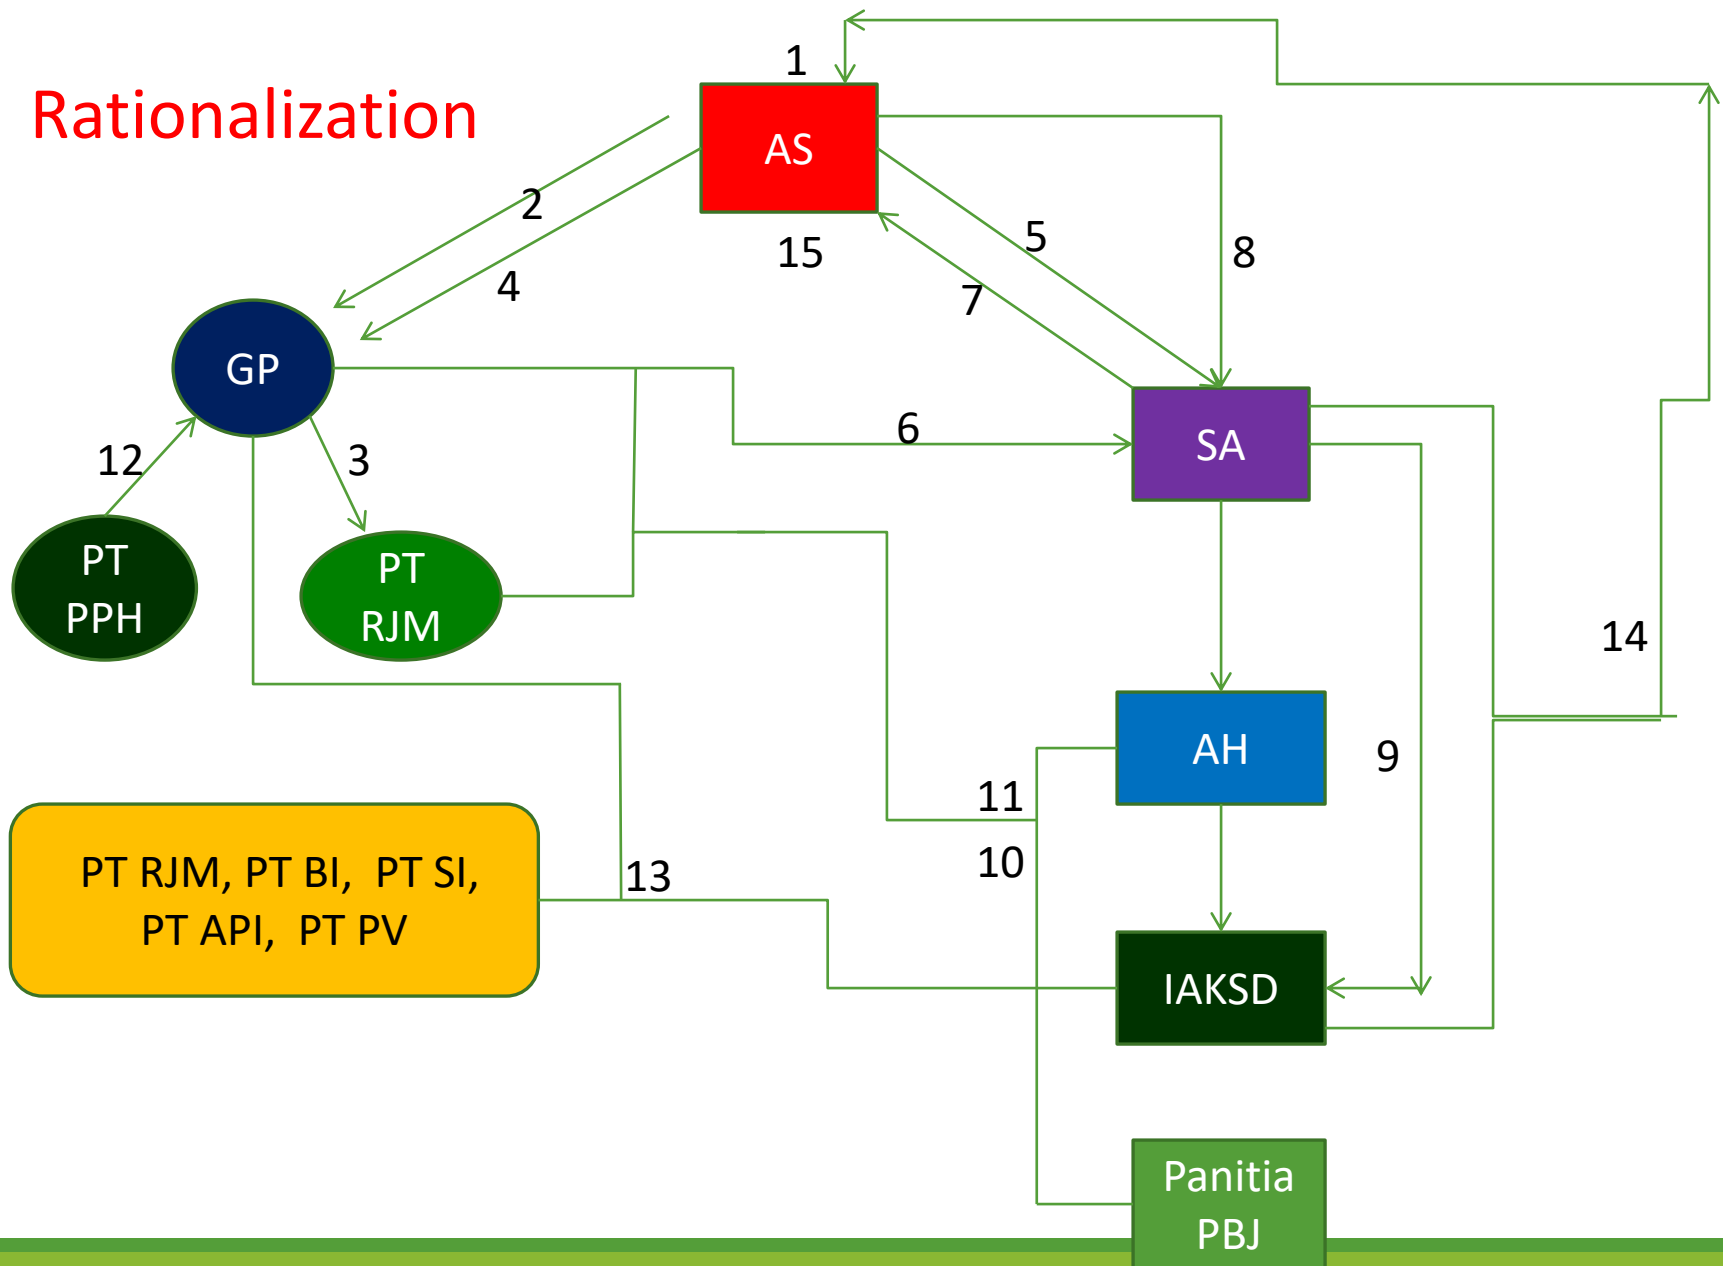 Rationalization
1
AS
2
15
5
8
4
7
GP
6
SA
12
3
PT
PPH
PT
RJM
14
AH
9
11
10
PT RJM, PT BI, PT SI,
PT API, PT PV
13
IAKSD
Panitia
PBJ